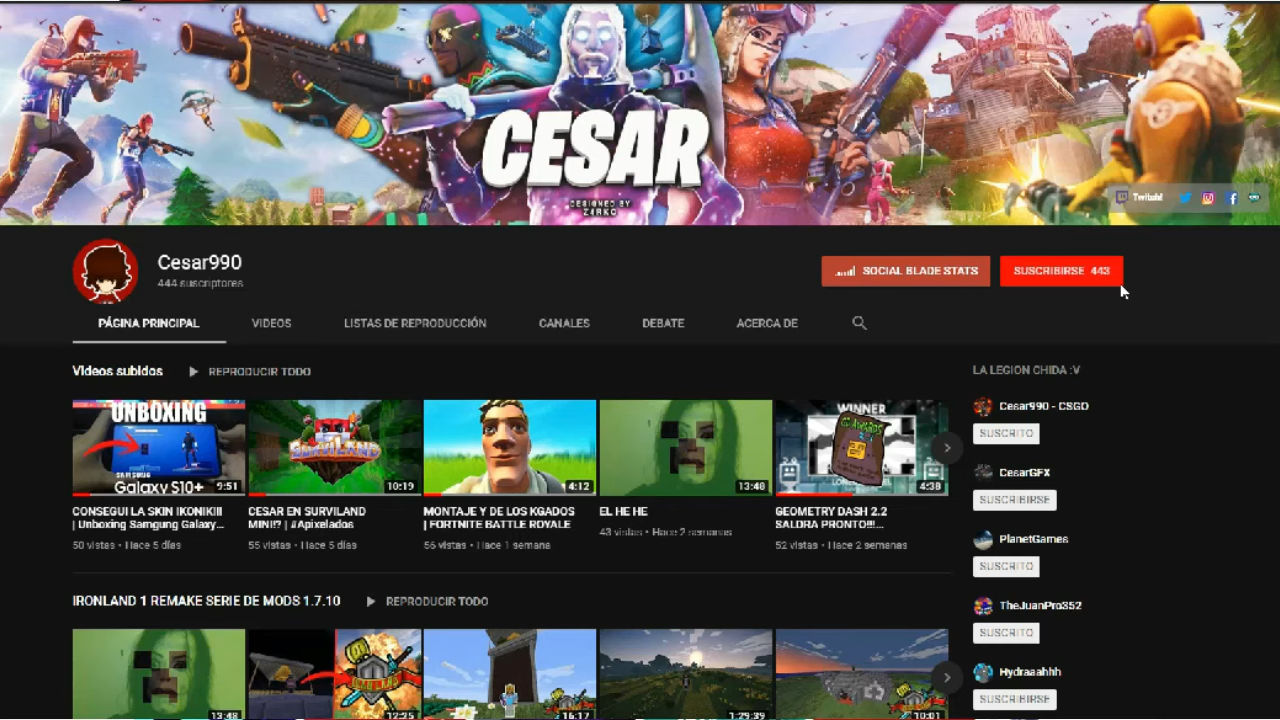 CESAR
DESIGNED BY
Z4RKO
Twitch!
Cesar990
444 suscriptores
SOCIAL BLADE STATS
SUSCRIBIRSE 443
PÁGINA PRINCIPAL
VIDEOS
LISTAS DE REPRODUCCIÓN
CANALES
DEBATE
ACERCA DE
Videos subidos
REPRODUCIR TODO
LA LEGION CHIDA :V
UNBOXING
SAMSUNG
Galaxy S10+
9:51
SURVILAND
10:19
4:12
13:48
WINNER
4:38
CONSEGUI LA SKIN IKONIK!!!
| Unboxing Samgung Galaxy...
50 vistas • Hace 5 días
CESAR EN SURVILAND
MINI!? | #Apixelados
55 vistas • Hace 5 días
MONTAJE Y DE LOS KGADOS
| FORTNITE BATTLE ROYALE
56 vistas • Hace 1 semana
EL HE HE
43 vistas • Hace 2 semanas
GEOMETRY DASH 2.2
SALDRA PRONTO!!!...
52 vistas • Hace 2 semanas
Cesar990 - CSGO
SUSCRITO
CesarGFX
SUSCRIBIRSE
PlanetGames
SUSCRITO
TheJuanPro352
SUSCRITO
Hydraaahhh
SUSCRIBIRSE
IRONLAND 1 REMAKE SERIE DE MODS 1.7.10
REPRODUCIR TODO
13:48
12:25
16:17
1:29:39
10:01